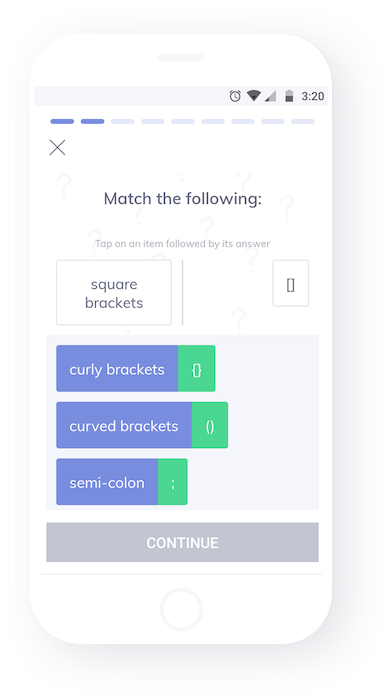 3:20
Match the following:
Tap on an item followed by its answer
square
brackets
[]
curly brackets {}
curved brackets ()
semi-colon ;
CONTINUE